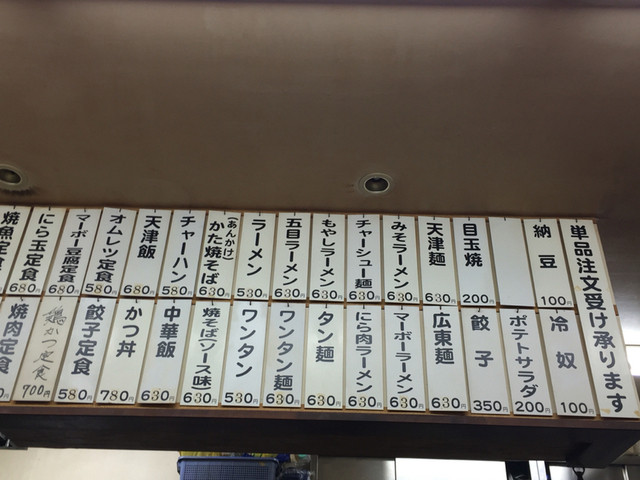 単品注文受け承ります
納豆
100円
目玉焼
200円
天津麺
630円
みそラーメン
630円
チャーシュー麺
630円
もやしラーメン
630円
五目ラーメン
630円
ラーメン
530円
(あんかけ)かた焼そば
630円
チャーハン
580円
天津飯
680円
オムレツ定食
580円
マーボー豆腐定食
680円
にら玉定食
680円
焼魚定食
680円
冷奴
100円
ポテトサラダ
200円
餃子
350円
広東麺
630円
マーボーラーメン
630円
にら肉ラーメン
630円
タン麺
630円
ワンタン麺
630円
ワンタン
530円
焼そば(ソース味)
630円
中華飯
630円
かつ丼
780円
餃子定食
580円
かつ定食
700円
焼肉定食